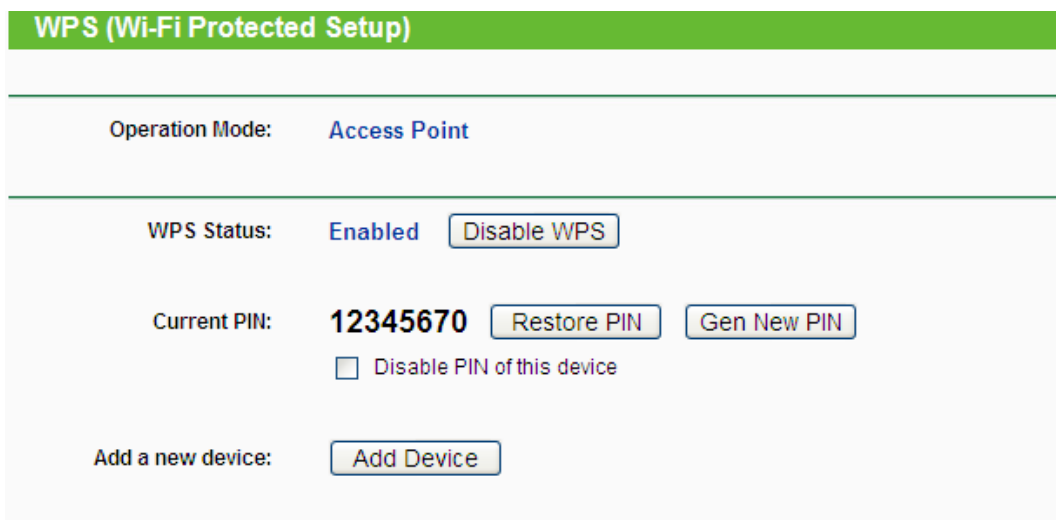 WPS (Wi-Fi Protected Setup)
Operation Mode: Access Point
WPS Status: Enabled Disable WPS
Current PIN: 12345670 Restore PIN Gen New PIN
Disable PIN of this device
Add a new device: Add Device